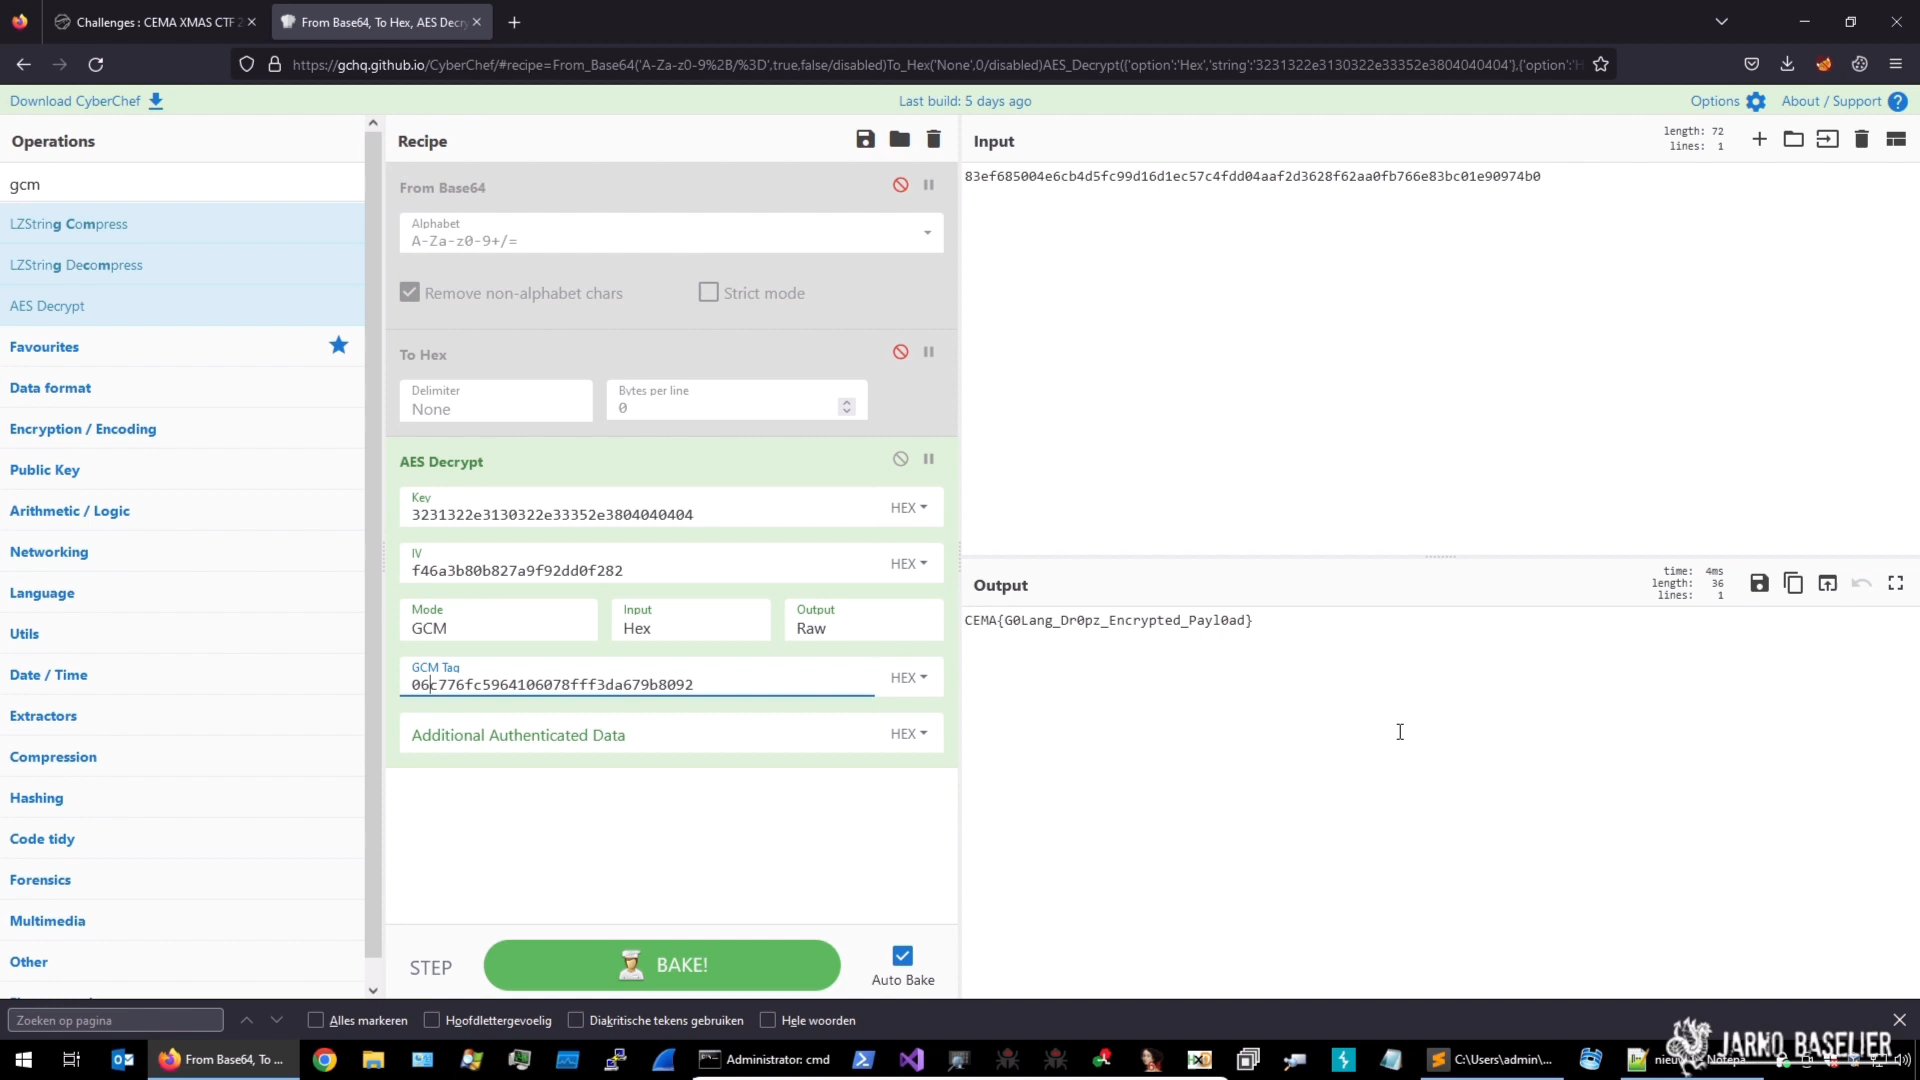 Challenges : CEMA XMAS CTF 2
From Base64, To Hex, AES Decry
https://gchq.github.io/CyberChef/#recipe=From_Base64('A-Za-z0-9%2B/%3D',true,false/disabled)To_Hex('None',0/disabled)AES_Decrypt({'option':'Hex','string':'3231322e3130322e33352e3804040404'},{'option':'H
Download CyberChef
Last build: 5 days ago
Options
About / Support
Operations
gcm
LZString Compress
LZString Decompress
AES Decrypt
Favourites
Data format
Encryption / Encoding
Public Key
Arithmetic / Logic
Networking
Language
Utils
Date / Time
Extractors
Compression
Hashing
Code tidy
Forensics
Multimedia
Other
Recipe
From Base64
Alphabet
A-Za-z0-9+/=
Remove non-alphabet chars
Strict mode
To Hex
Delimiter
None
Bytes per line
0
AES Decrypt
Key
3231322e3130322e33352e3804040404
HEX
IV
f46a3b80b827a9f92dd0f282
HEX
Mode
GCM
Input
Hex
Output
Raw
GCM Tag
06c776fc5964106078fff3da679b8092
HEX
Additional Authenticated Data
HEX
STEP
BAKE!
Auto Bake
Input
length: 72
lines: 1
83ef685004e6cb4d5fc99d16d1ec57c4fdd04aaf2d3628f62aa0fb766e83bc01e90974b0
Output
time: 4ms
length: 36
lines: 1
CEMA{G0Lang_Dr0pz_Encrypted_Payl0ad}
Zoeken op pagina
Alles markeren
Hoofdlettergevoelig
Diakritische tekens gebruiken
Hele woorden
From Base64, To ...
Administrator: cmd
C:\Users\admin\...
JARNO BASELIER